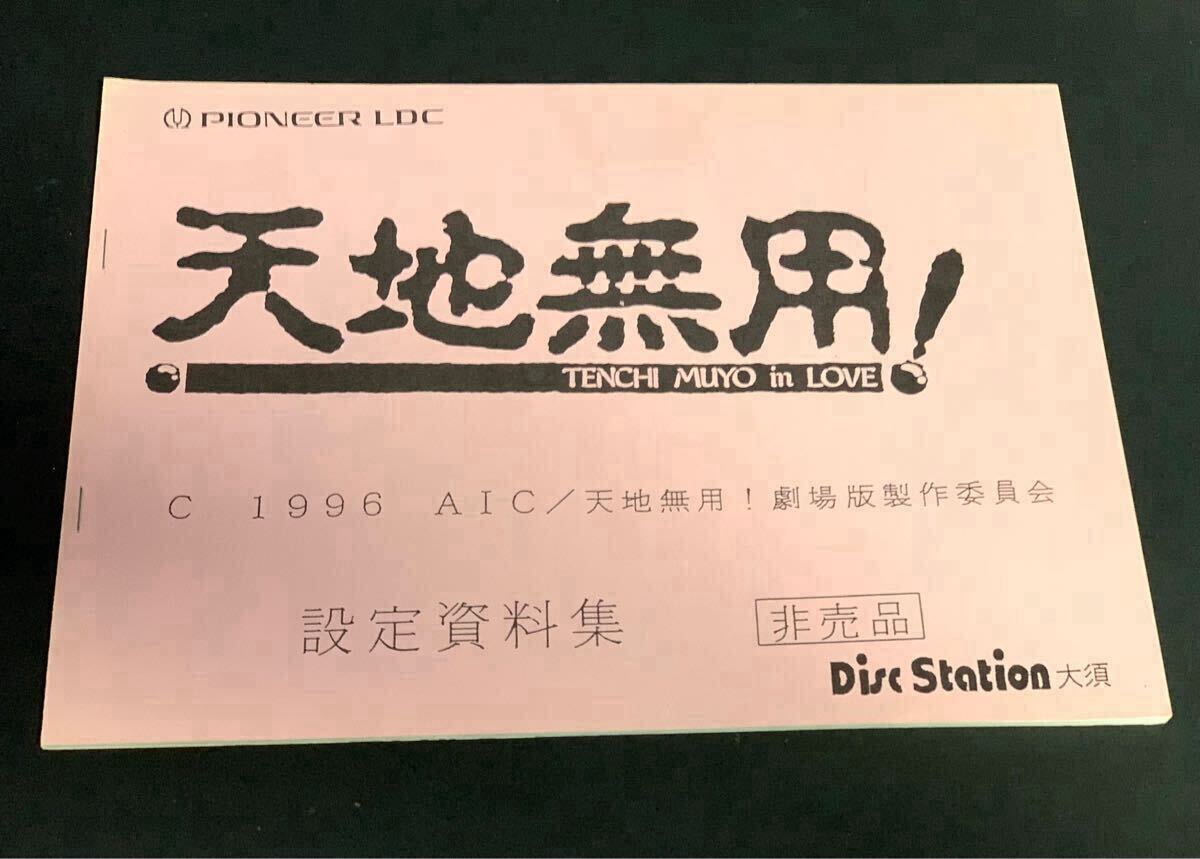 PIONEER LDC
天地無用!
TENCHI MUYO in LOVE
C 1996 AIC/天地無用!劇場版製作委員会
設定資料集
非売品
Disc Station 大須